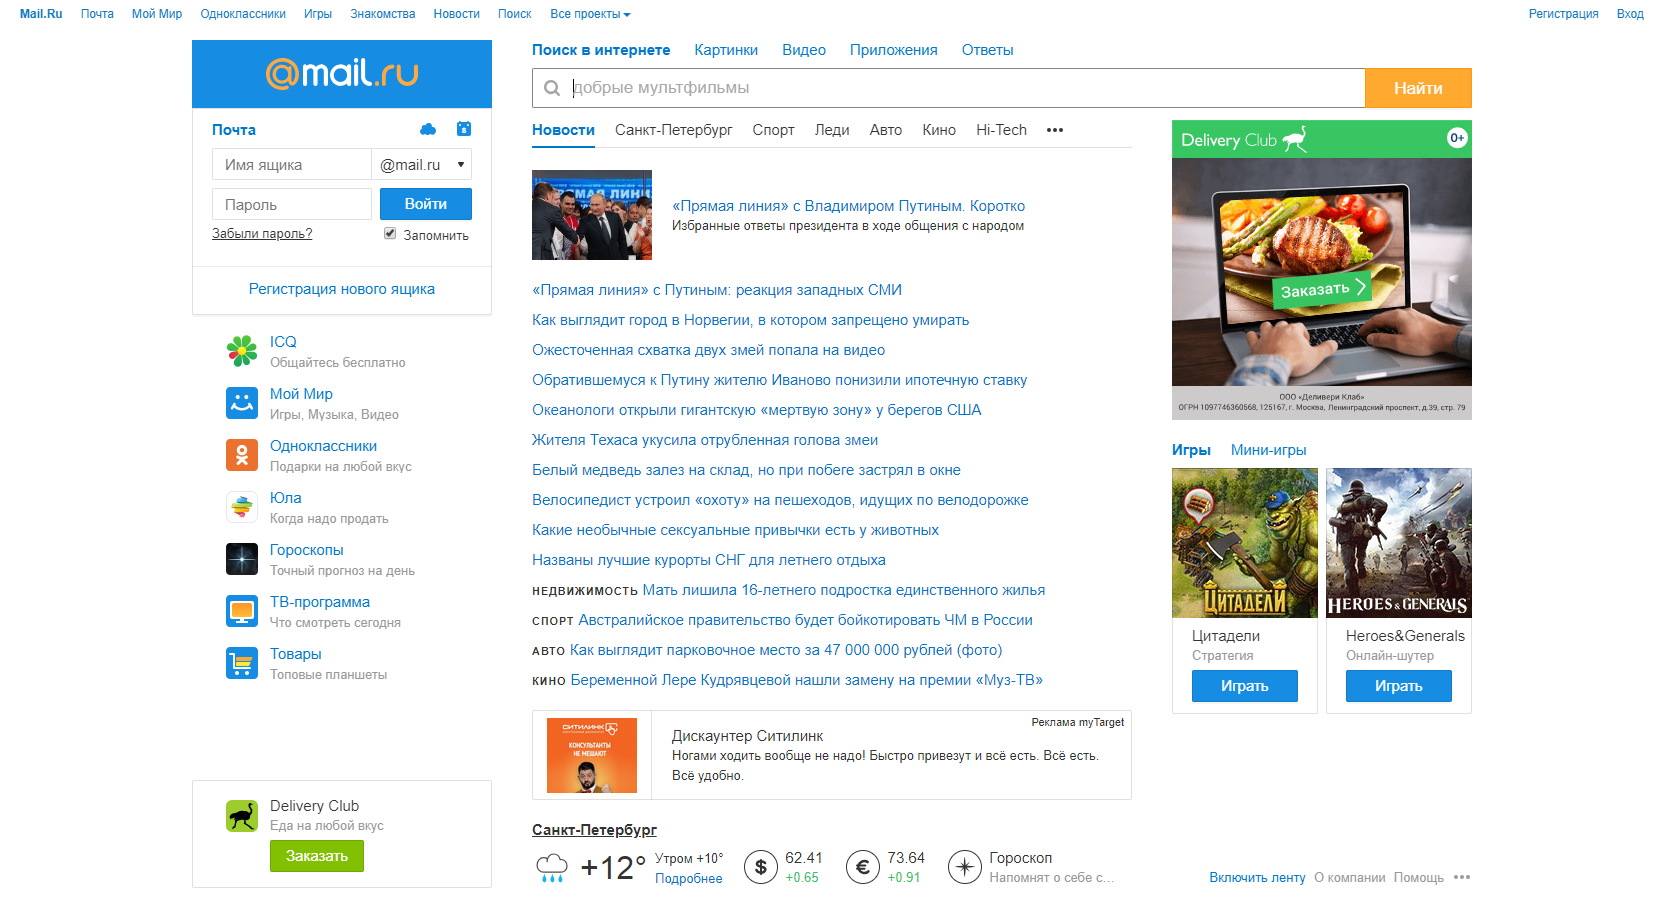 Mail.Ru Почта Мой Мир Одноклассники Игры Знакомства Новости Поиск Все проекты Регистрация Вход
@mail.ru
Почта
8
Имя ящика @mail.ru
Пароль Войти
Забыли пароль? Запомнить
Регистрация нового ящика
ICQ
Общайтесь бесплатно
Мой Мир
Игры, Музыка, Видео
Одноклассники
Подарки на любой вкус
Юла
Когда надо продать
Гороскопы
Точный прогноз на день
ТВ-программа
Что смотреть сегодня
Товары
Топовые планшеты
Delivery Club
Еда на любой вкус
Заказать
Поиск в интернете Картинки Видео Приложения Ответы
добрые мультфильмы Найти
Новости Санкт-Петербург Спорт Леди Авто Кино Hi-Tech •••
ПРЯМАЯ ЛИНИЯ
«Прямая линия» с Владимиром Путиным. Коротко
Избранные ответы президента в ходе общения с народом
«Прямая линия» с Путиным: реакция западных СМИ
Как выглядит город в Норвегии, в котором запрещено умирать
Ожесточенная схватка двух змей попала на видео
Обратившемуся к Путину жителю Иваново понизили ипотечную ставку
Океанологи открыли гигантскую «мертвую зону» у берегов США
Жителя Техаса укусила отрубленная голова змеи
Белый медведь залез на склад, но при побеге застрял в окне
Велосипедист устроил «охоту» на пешеходов, идущих по велодорожке
Какие необычные сексуальные привычки есть у животных
Названы лучшие курорты СНГ для летнего отдыха
НЕДВИЖИМОСТЬ Мать лишила 16-летнего подростка единственного жилья
СПОРТ Австралийское правительство будет бойкотировать ЧМ в России
АВТО Как выглядит парковочное место за 47 000 000 рублей (фото)
КИНО Беременной Лере Кудрявцевой нашли замену на премии «Муз-ТВ»
СИТИЛИНК
КОНСУЛЬТАНТЫ
НЕ МЕШАЮТ
Реклама myTarget
Дискаунтер Ситилинк
Ногами ходить вообще не надо! Быстро привезут и всё есть. Всё есть.
Всё удобно.
Санкт-Петербург
+12° Утром +10° Подробнее $ 62.41 +0.65 € 73.64 +0.91 Гороскоп Напомнят о себе с...
Delivery Club 0+
Заказать
ООО «Деливери Клаб»
ОГРН 1097746360568, 125167, г. Москва, Ленинградский проспект, д.39, стр. 79
Игры Мини-игры
ЦИТАДЕЛИ
Цитадели
Стратегия
Играть
HEROES & GENERALS
Heroes&Generals
Онлайн-шутер
Играть
Включить ленту О компании Помощь •••